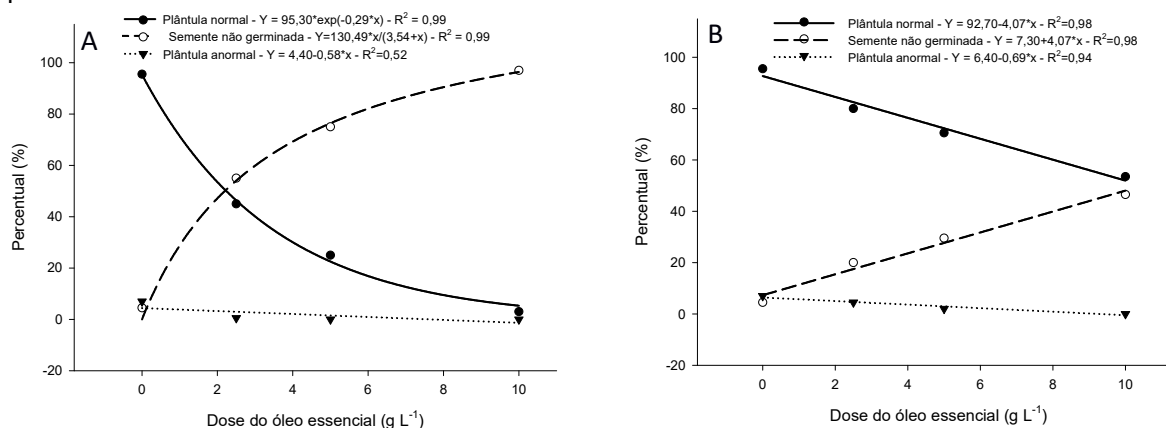 A
Plântula normal - Y = 95,30*exp(-0,29*x) - R² = 0,99
Semente não germinada - Y=130,49*x/(3,54+x) - R² = 0,99
Plântula anormal - Y = 4,40-0,58*x - R²=0,52
Percentual (%)
100
80
60
40
20
0
-20
0 2 4 6 8 10
Dose do óleo essencial (g L⁻¹)
B
Plântula normal - Y = 92,70-4,07*x - R²=0,98
Semente não germinada - Y = 7,30+4,07*x - R²=0,98
Plântula anormal - Y = 6,40-0,69*x - R²=0,94
Percentual (%)
100
80
60
40
20
0
-20
0 2 4 6 8 10
Dose do óleo essencial (g L⁻¹)